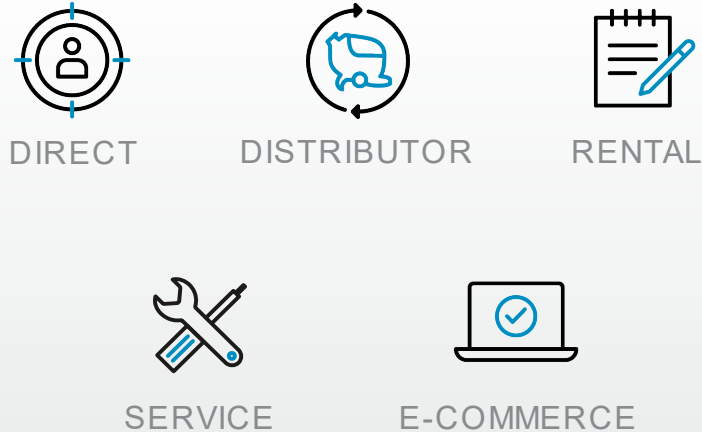 DIRECT
DISTRIBUTOR
RENTAL
SERVICE
E-COMMERCE